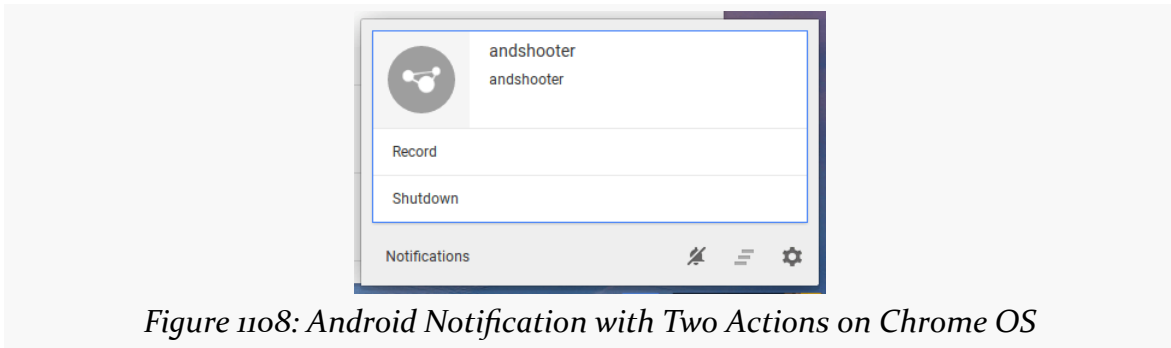 andshooter
andshooter
Record
Shutdown
Notifications
Figure 1108: Android Notification with Two Actions on Chrome OS